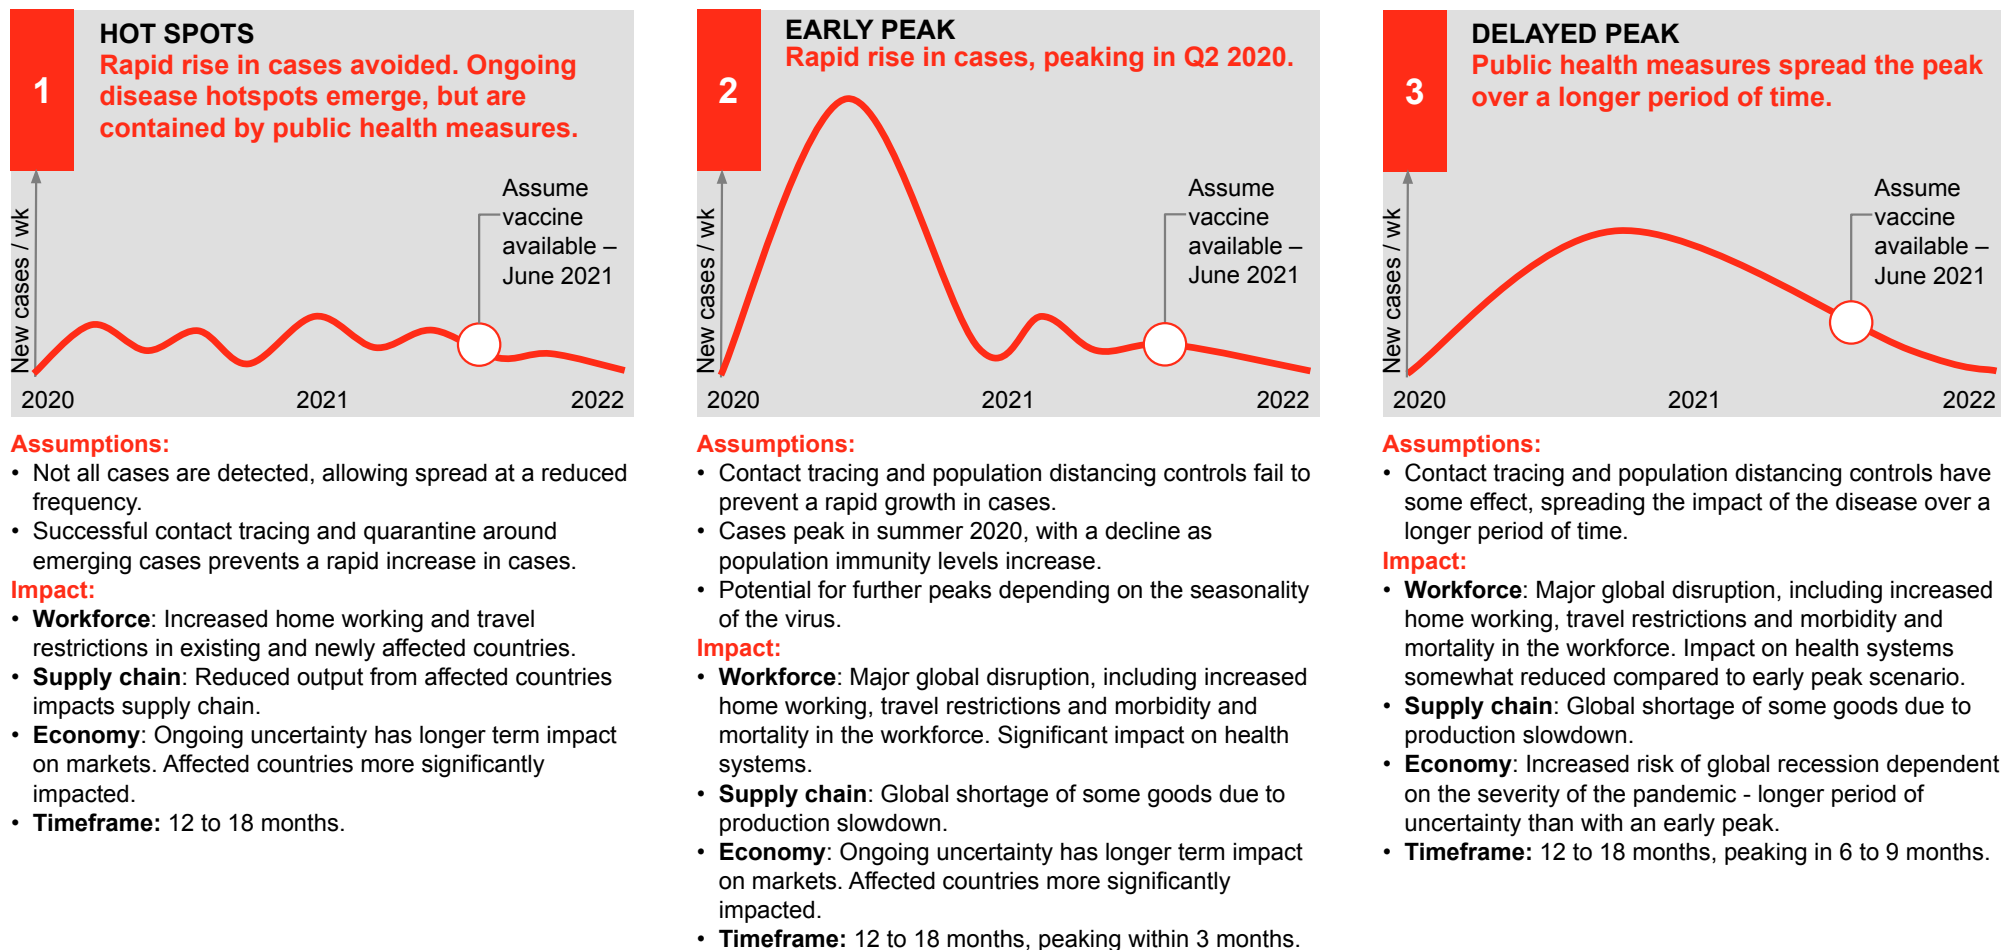 1
HOT SPOTS
Rapid rise in cases avoided. Ongoing
disease hotspots emerge, but are
contained by public health measures.
New cases / wk
Assume
vaccine
available –
June 2021
2020 2021 2022
Assumptions:
• Not all cases are detected, allowing spread at a reduced
frequency.
• Successful contact tracing and quarantine around
emerging cases prevents a rapid increase in cases.
Impact:
• Workforce: Increased home working and travel
restrictions in existing and newly affected countries.
• Supply chain: Reduced output from affected countries
impacts supply chain.
• Economy: Ongoing uncertainty has longer term impact
on markets. Affected countries more significantly
impacted.
• Timeframe: 12 to 18 months.
2
EARLY PEAK
Rapid rise in cases, peaking in Q2 2020.
New cases / wk
Assume
vaccine
available –
June 2021
2020 2021 2022
Assumptions:
• Contact tracing and population distancing controls fail to
prevent a rapid growth in cases.
• Cases peak in summer 2020, with a decline as
population immunity levels increase.
• Potential for further peaks depending on the seasonality
of the virus.
Impact:
• Workforce: Major global disruption, including increased
home working, travel restrictions and morbidity and
mortality in the workforce. Significant impact on health
systems.
• Supply chain: Global shortage of some goods due to
production slowdown.
• Economy: Ongoing uncertainty has longer term impact
on markets. Affected countries more significantly
impacted.
• Timeframe: 12 to 18 months, peaking within 3 months.
3
DELAYED PEAK
Public health measures spread the peak
over a longer period of time.
New cases / wk
Assume
vaccine
available –
June 2021
2020 2021 2022
Assumptions:
• Contact tracing and population distancing controls have
some effect, spreading the impact of the disease over a
longer period of time.
Impact:
• Workforce: Major global disruption, including increased
home working, travel restrictions and morbidity and
mortality in the workforce. Impact on health systems
somewhat reduced compared to early peak scenario.
• Supply chain: Global shortage of some goods due to
production slowdown.
• Economy: Increased risk of global recession dependent
on the severity of the pandemic - longer period of
uncertainty than with an early peak.
• Timeframe: 12 to 18 months, peaking in 6 to 9 months.